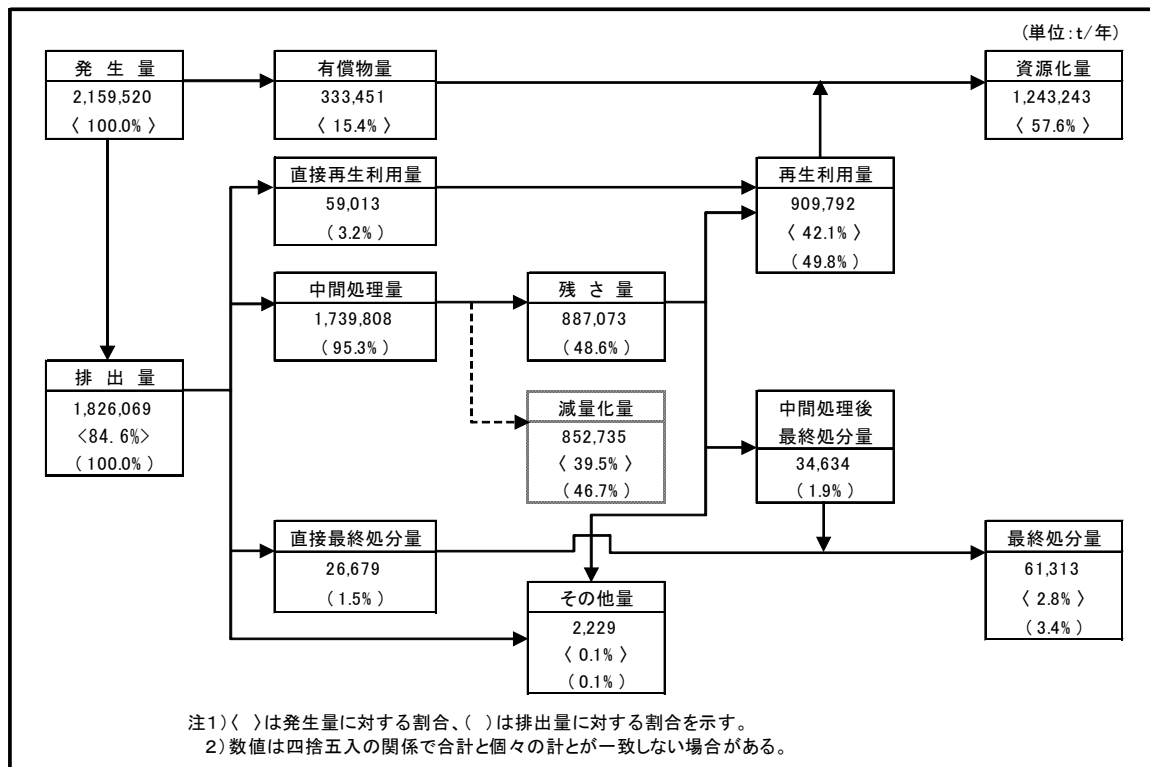 (単位:t/年)
発 生 量
2,159,520
〈 100.0% 〉
有償物量
333,451
〈 15.4% 〉
資源化量
1,243,243
〈 57.6% 〉
直接再生利用量
59,013
( 3.2% )
再生利用量
909,792
〈 42.1% 〉
(49.8%)
中間処理量
1,739,808
( 95.3% )
残 さ 量
887,073
(48.6%)
排 出 量
1,826,069
<84.6%>
( 100.0% )
減量化量
852,735
〈 39.5% 〉
(46.7%)
中間処理後
最終処分量
34,634
( 1.9% )
直接最終処分量
26,679
( 1.5% )
最終処分量
61,313
〈 2.8% 〉
( 3.4% )
その他量
2,229
〈 0.1% 〉
( 0.1% )
注1)〈 〉は発生量に対する割合、( )は排出量に対する割合を示す。
2)数値は四捨五入の関係で合計と個々の計とが一致しない場合がある。